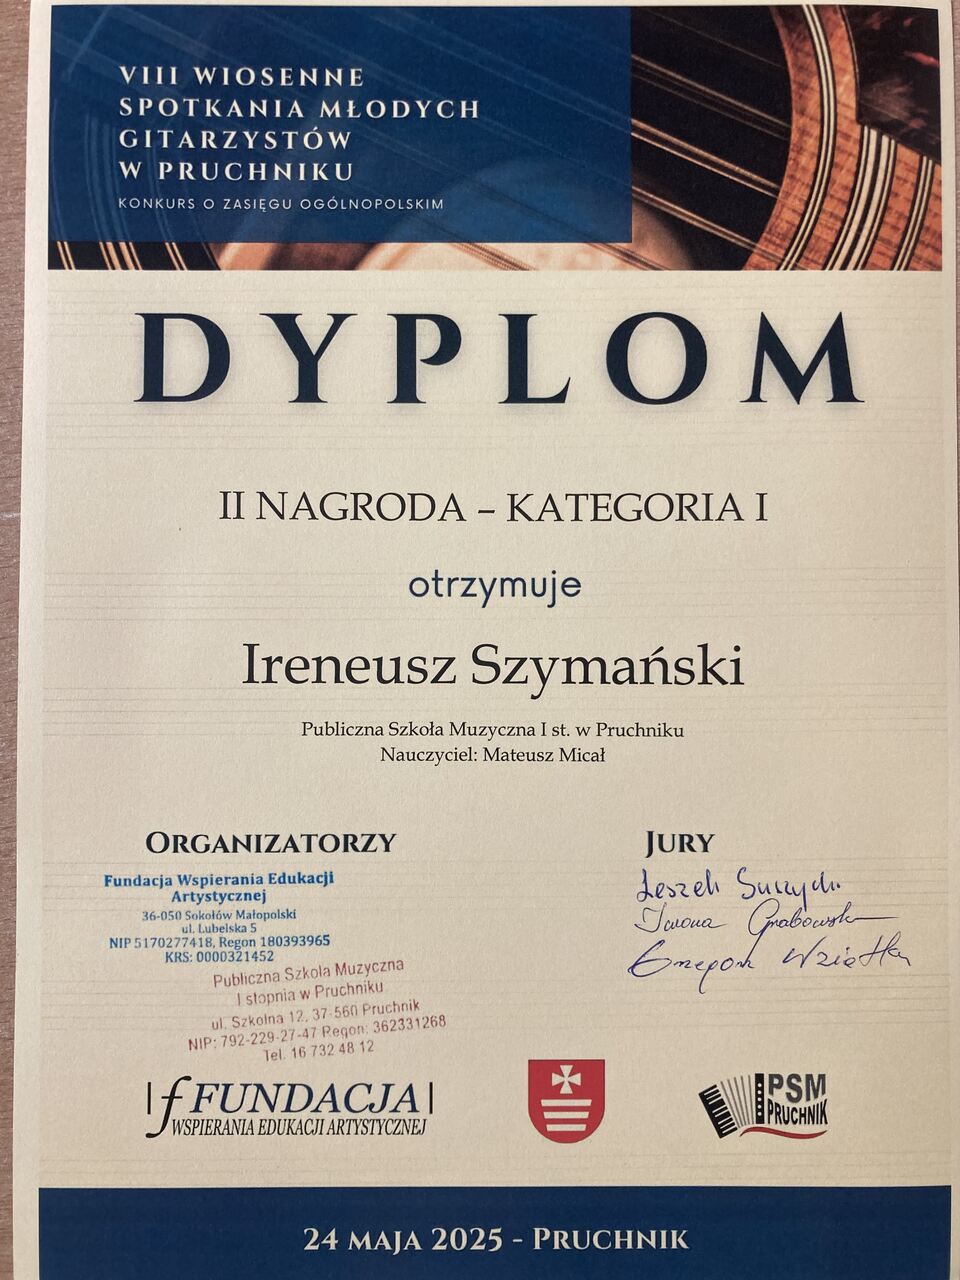 VIII WIOSENNE
SPOTKANIA MŁODYCH
GITARZYSTÓW
W PRUCHNIKU
KONKURS O ZASIĘGU OGÓLNOPOLSKIM
DYPLOM
II NAGRODA – KATEGORIA I
otrzymuje
Ireneusz Szymański
Publiczna Szkoła Muzyczna I st. w Pruchniku
Nauczyciel: Mateusz Micał
ORGANIZATORZY
Fundacja Wspierania Edukacji
Artystycznej
36-050 Sokołów Małopolski
ul. Lubelska 5
NIP 5170277418, Regon 180393965
KRS: 0000321452
Publiczna Szkoła Muzyczna
I stopnia w Pruchniku
ul. Szkolna 12, 37-560 Pruchnik
NIP: 792-229-27-47 Regon: 362331268
Tel. 16 732 48 12
JURY
Leszek
Iwona Grabowska
Grzegorz
f FUNDACJA
WSPIERANIA EDUKACJI ARTYSTYCZNEJ
PSM
PRUCHNIK
24 MAJA 2025 - PRUCHNIK